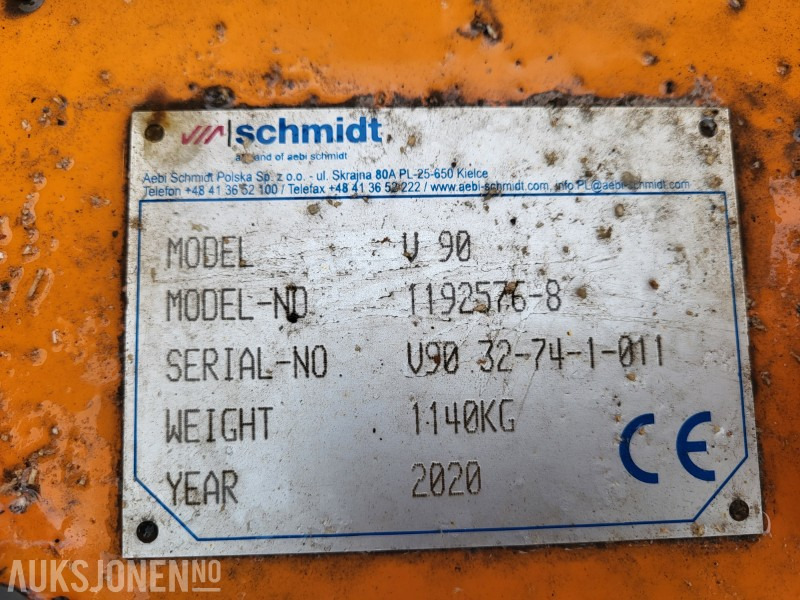 schmidt
a brand of aebi schmidt
Aebi Schmidt Polska Sp. z o.o. - ul. Skrajna 80A PL-25-650 Kielce
Telefon +48 41 36 52 100 / Telefax +48 41 36 52 222 / www.aebi-schmidt.com, info.PL@aebi-schmidt.com
MODEL V 90
MODEL-NO 1192576-8
SERIAL-NO V90 32-74-1-011
WEIGHT 1140KG
YEAR 2020
CE
AUKSJONEN.NO